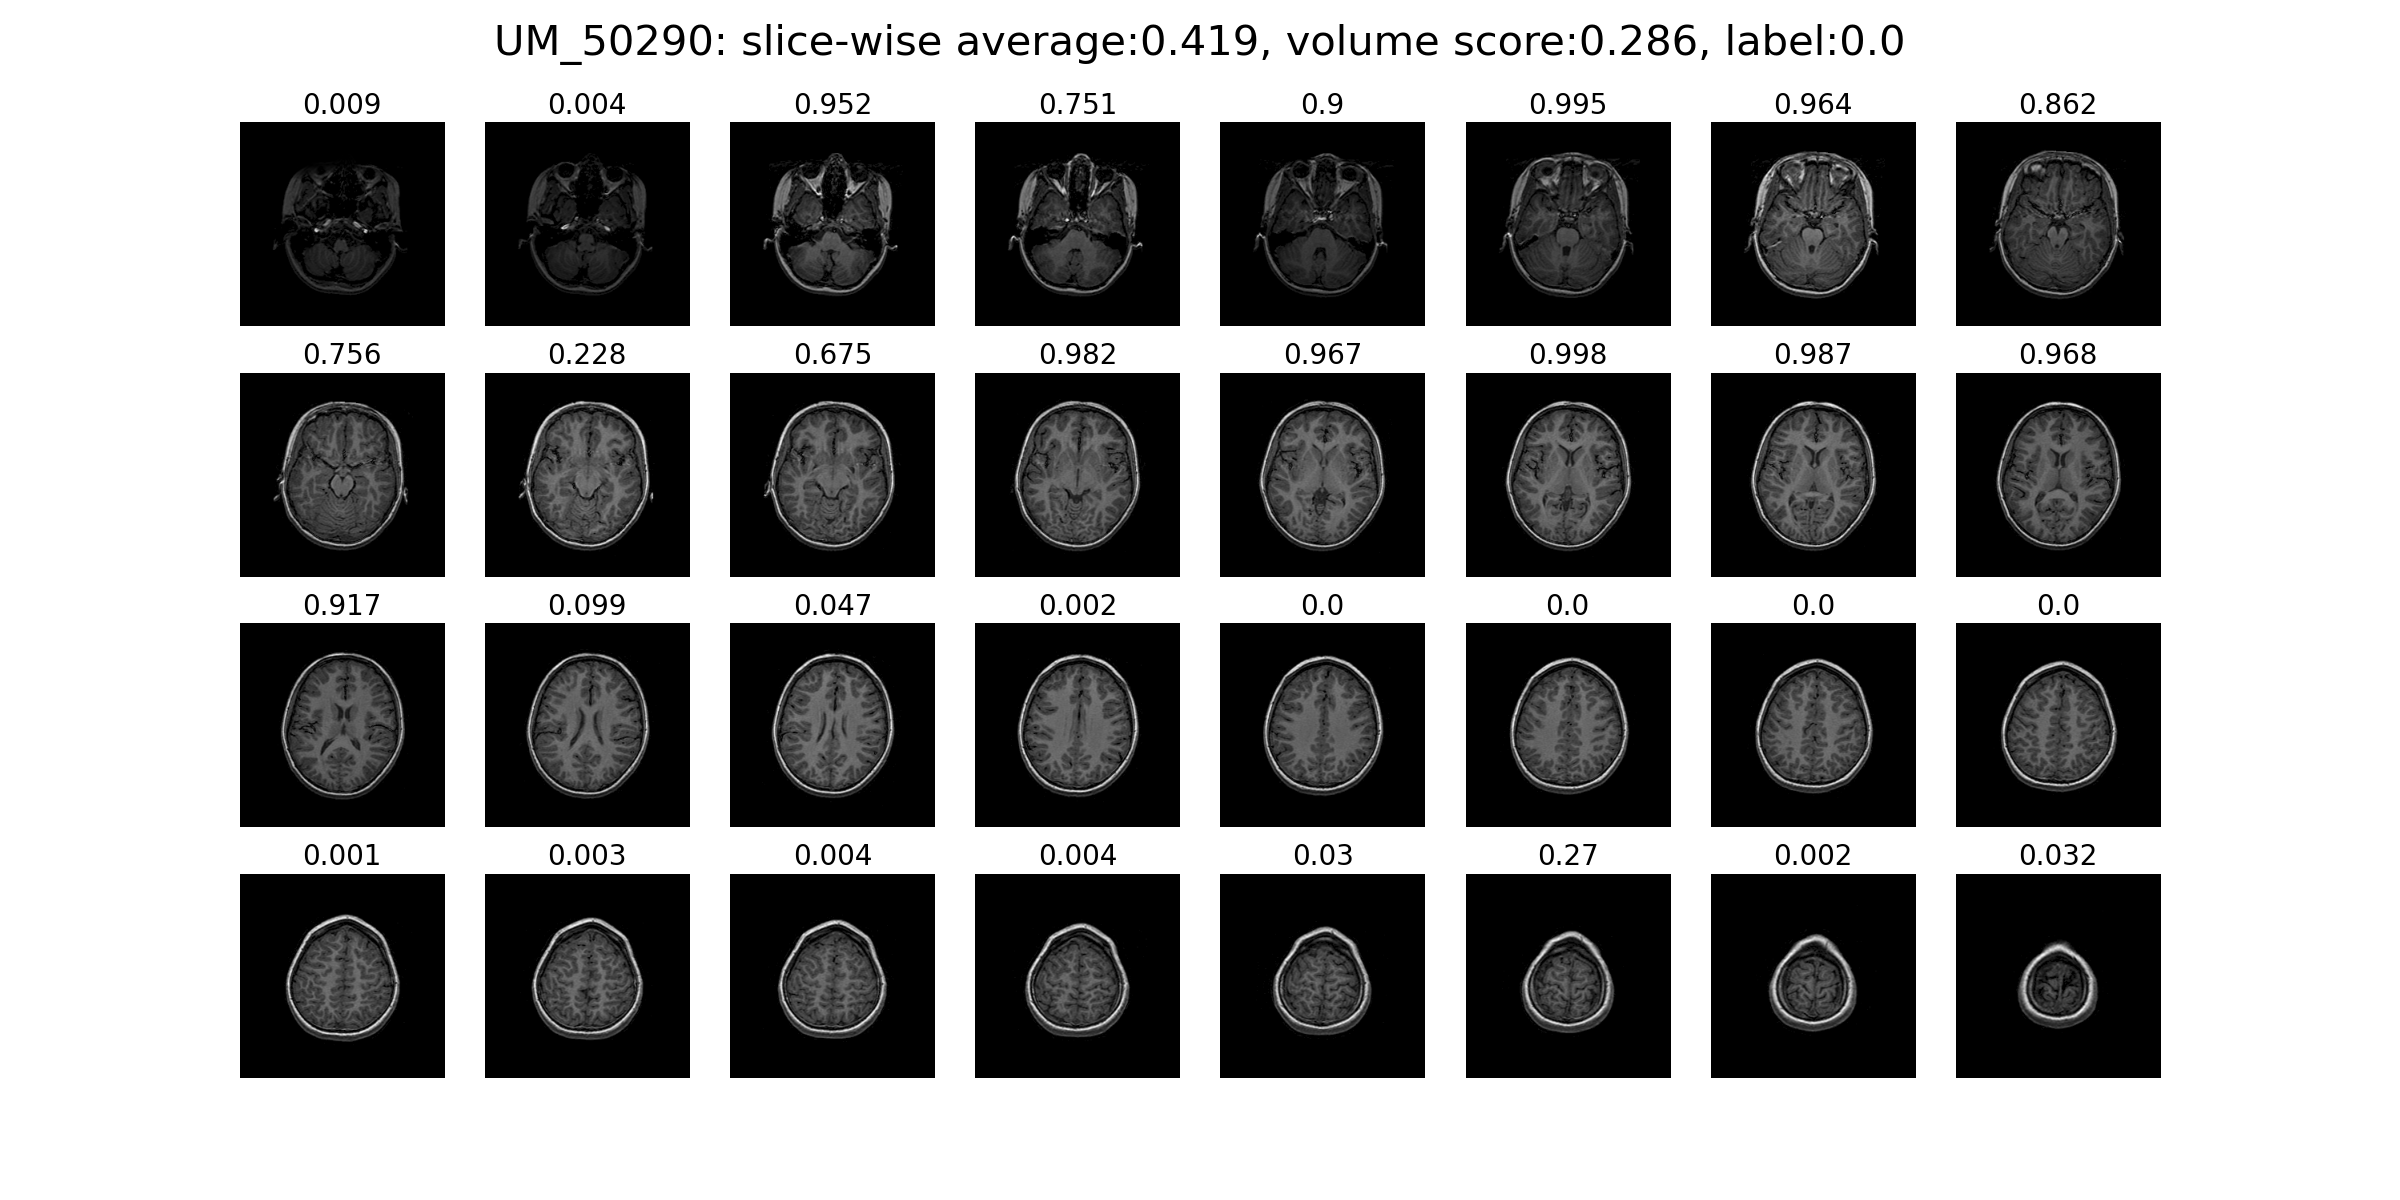 UM_50290: slice-wise average:0.419, volume score:0.286, label:0.0
0.009 0.004 0.952 0.751 0.9 0.995 0.964 0.862
0.756 0.228 0.675 0.982 0.967 0.998 0.987 0.968
0.917 0.099 0.047 0.002 0.0 0.0 0.0 0.0
0.001 0.003 0.004 0.004 0.03 0.27 0.002 0.032